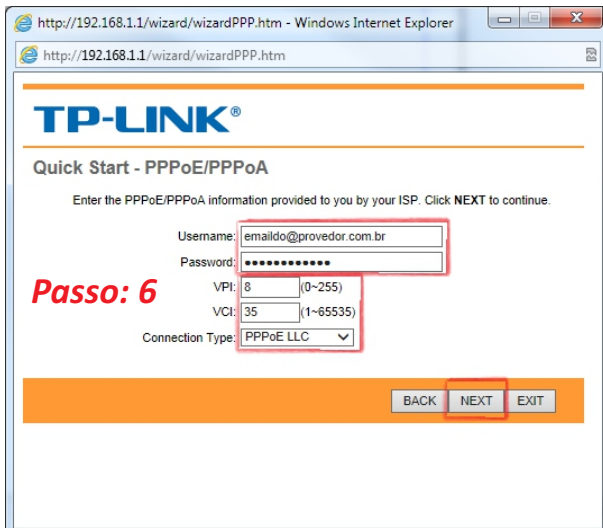 http://192.168.1.1/wizard/wizardPPP.htm - Windows Internet Explorer
http://192.168.1.1/wizard/wizardPPP.htm
TP-LINK®
Quick Start - PPPoE/PPPoA
Enter the PPPoE/PPPoA information provided to you by your ISP. Click NEXT to continue.
Username: emaildo@provedor.com.br
Password: ●●●●●●●●●●●●
Passo: 6
VPI: 8 (0~255)
VCI: 35 (1~65535)
Connection Type: PPPoE LLC
BACK NEXT EXIT